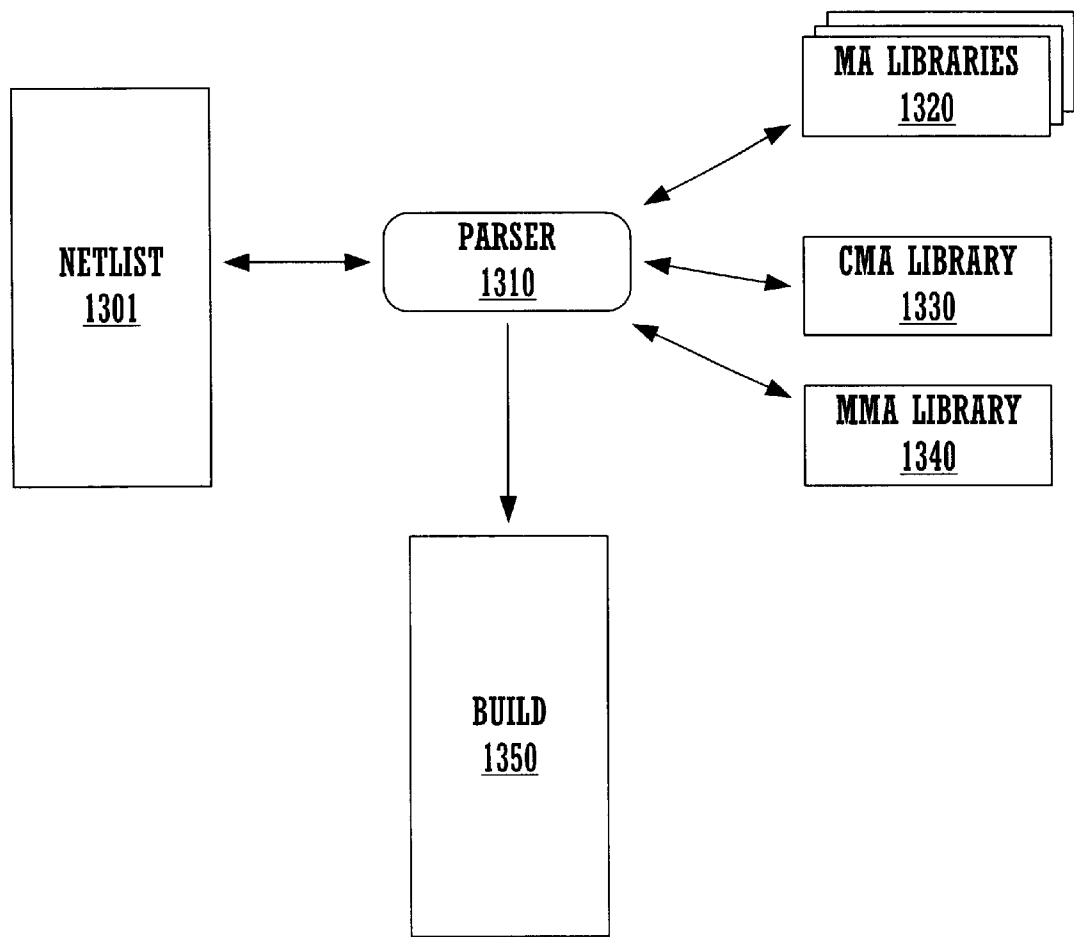 MA LIBRARIES
1320
NETLIST
1301
PARSER
1310
CMA LIBRARY
1330
MMA LIBRARY
1340
BUILD
1350